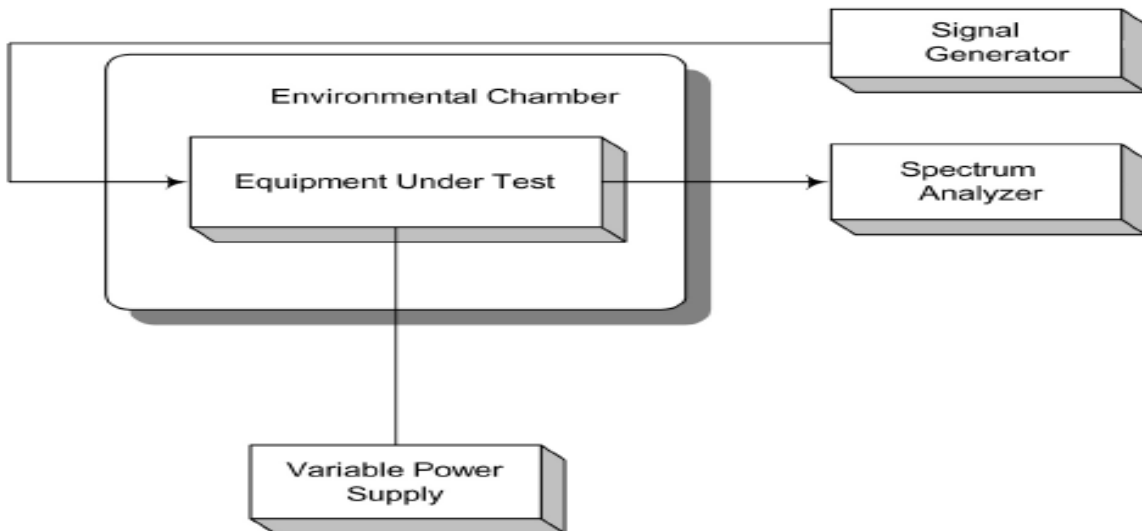 Signal
Generator
Environmental Chamber
Equipment Under Test
Spectrum
Analyzer
Variable Power
Supply